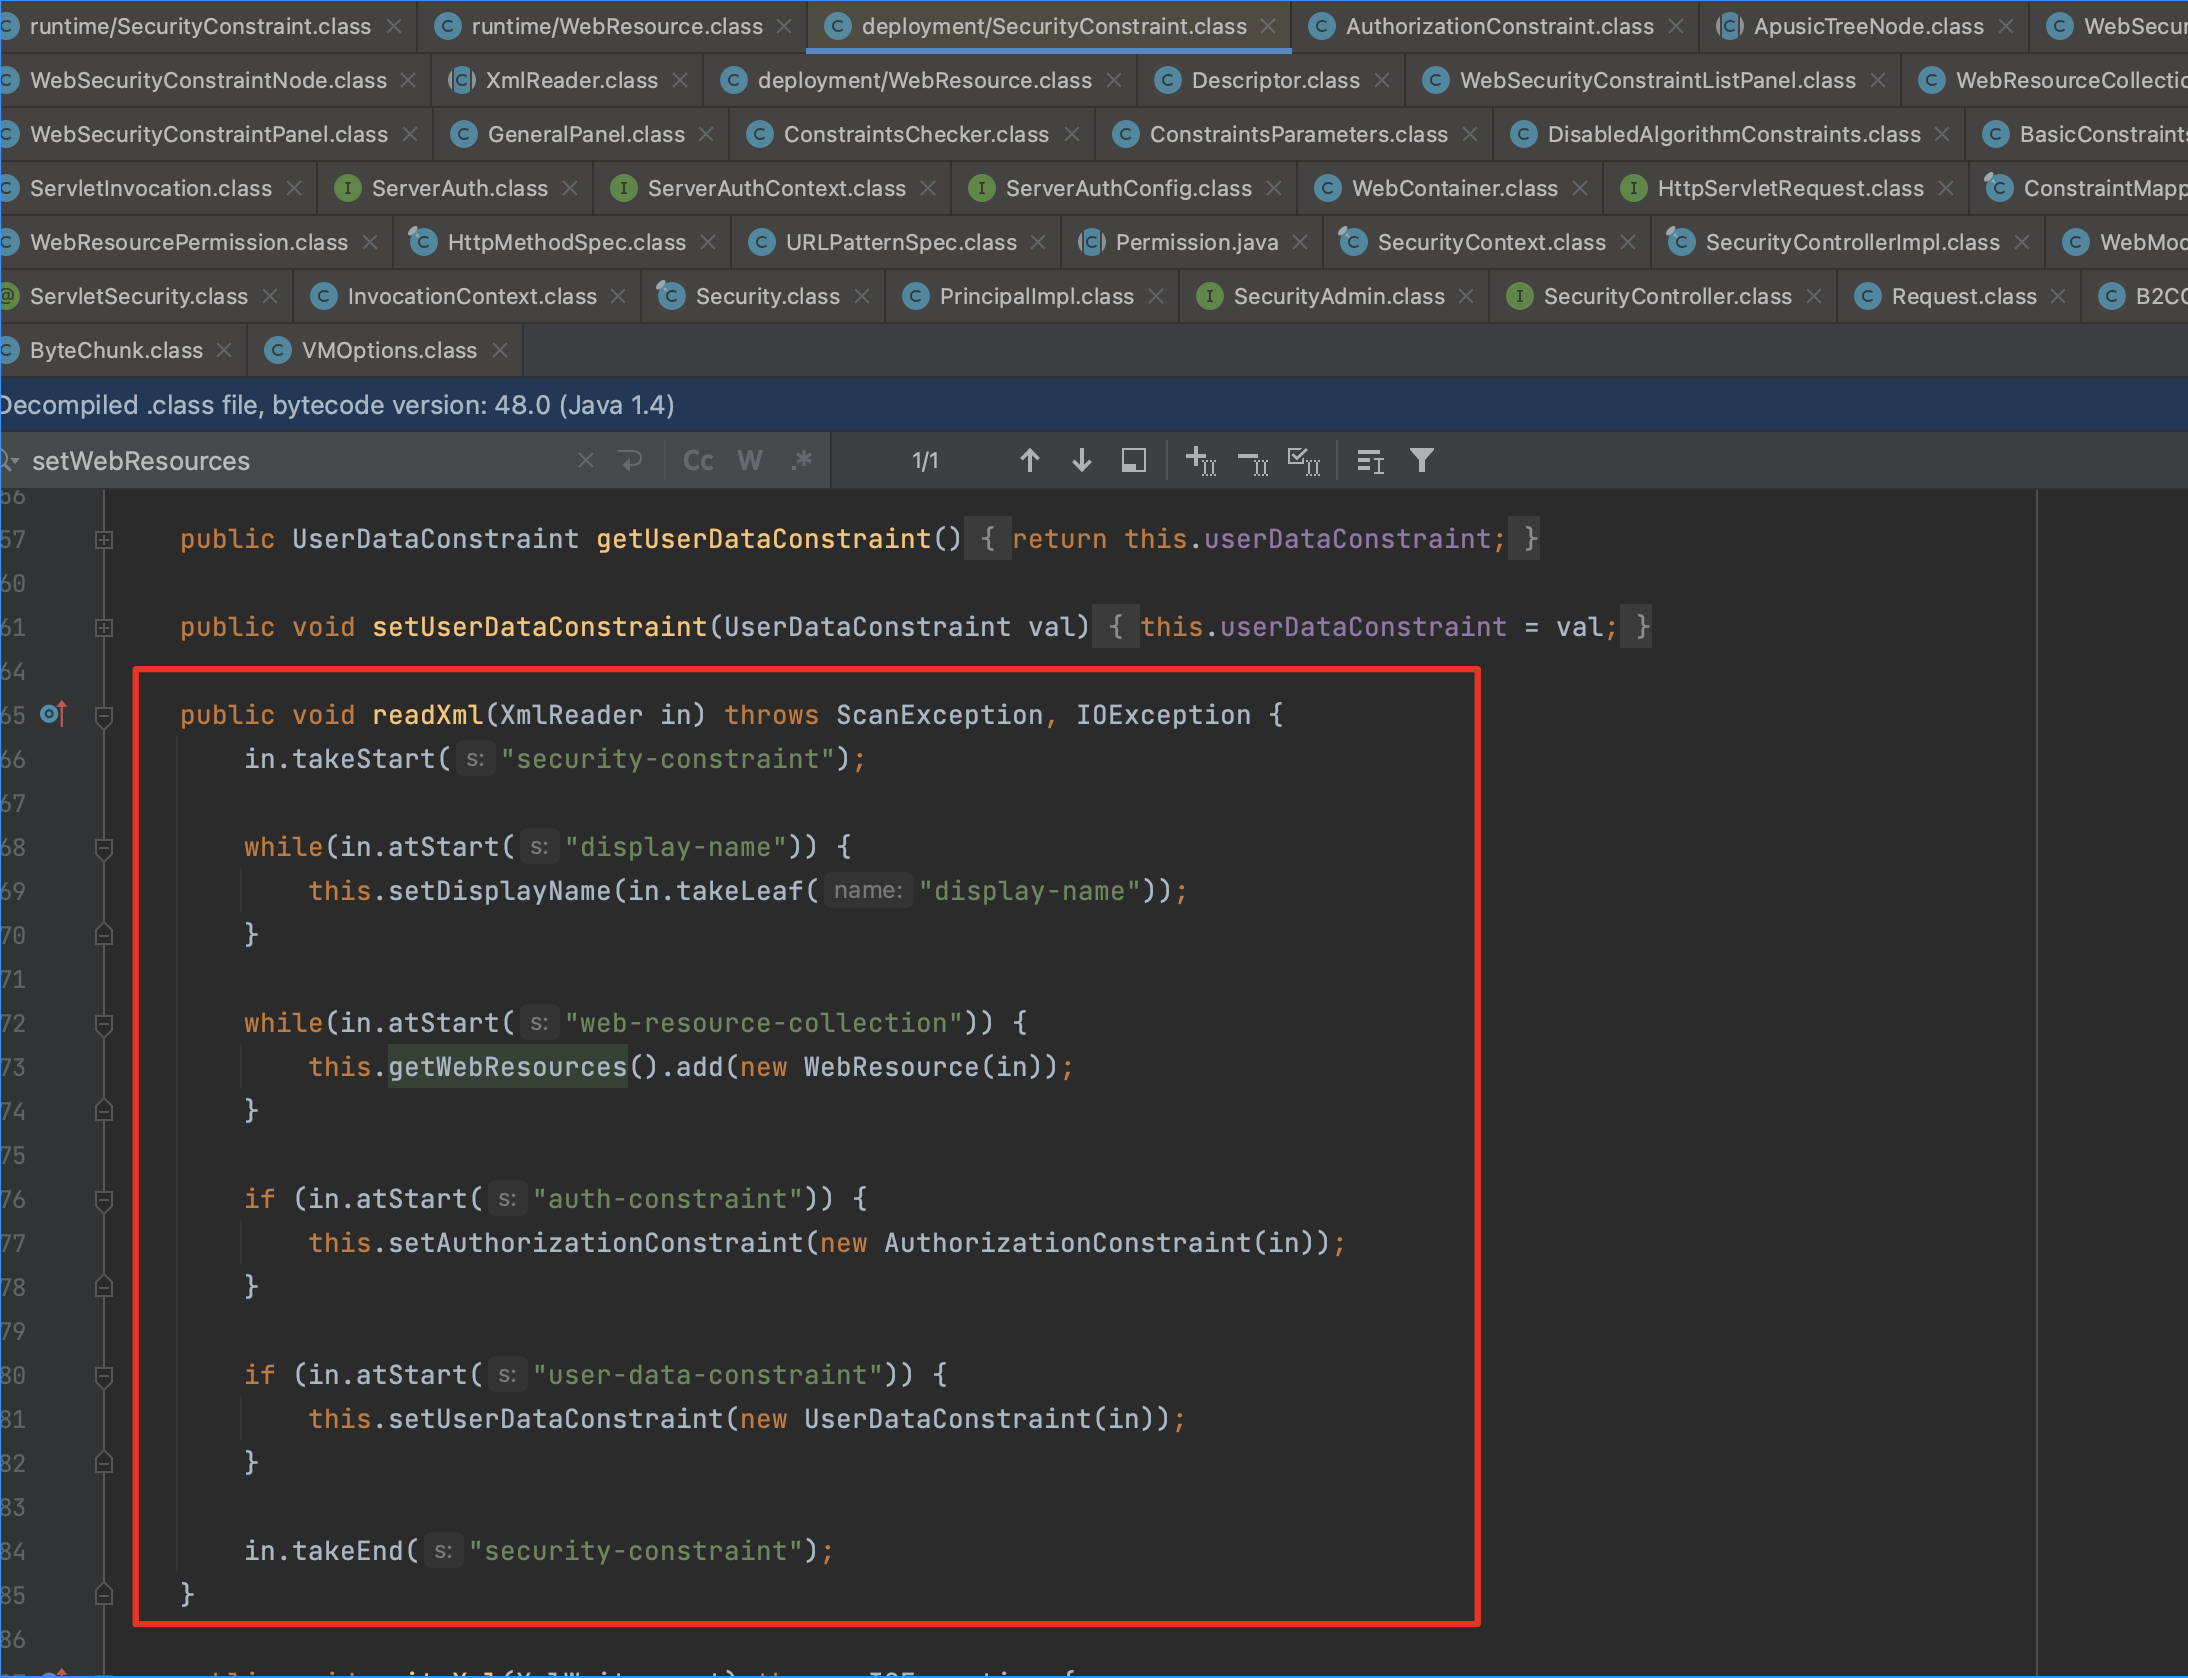 runtime/SecurityConstraint.class runtime/WebResource.class deployment/SecurityConstraint.class AuthorizationConstraint.class ApusicTreeNode.class WebSecur
WebSecurityConstraintNode.class XmlReader.class deployment/WebResource.class Descriptor.class WebSecurityConstraintListPanel.class WebResourceCollectio
WebSecurityConstraintPanel.class GeneralPanel.class ConstraintsChecker.class ConstraintsParameters.class DisabledAlgorithmConstraints.class BasicConstraints
ServletInvocation.class ServerAuth.class ServerAuthContext.class ServerAuthConfig.class WebContainer.class HttpServletRequest.class ConstraintMapp
WebResourcePermission.class HttpMethodSpec.class URLPatternSpec.class Permission.java SecurityContext.class SecurityControllerImpl.class WebMod
ServletSecurity.class InvocationContext.class Security.class PrincipalImpl.class SecurityAdmin.class SecurityController.class Request.class B2CC
ByteChunk.class VMOptions.class
Decompiled .class file, bytecode version: 48.0 (Java 1.4)
setWebResources Cc W .* 1/1
56
57 public UserDataConstraint getUserDataConstraint() { return this.userDataConstraint; }
60
61 public void setUserDataConstraint(UserDataConstraint val) { this.userDataConstraint = val; }
64
65 public void readXml(XmlReader in) throws ScanException, IOException {
66 in.takeStart( s: "security-constraint");
67
68 while(in.atStart( s: "display-name")) {
69 this.setDisplayName(in.takeLeaf( name: "display-name"));
70 }
71
72 while(in.atStart( s: "web-resource-collection")) {
73 this.getWebResources().add(new WebResource(in));
74 }
75
76 if (in.atStart( s: "auth-constraint")) {
77 this.setAuthorizationConstraint(new AuthorizationConstraint(in));
78 }
79
80 if (in.atStart( s: "user-data-constraint")) {
81 this.setUserDataConstraint(new UserDataConstraint(in));
82 }
83
84 in.takeEnd( s: "security-constraint");
85 }
86